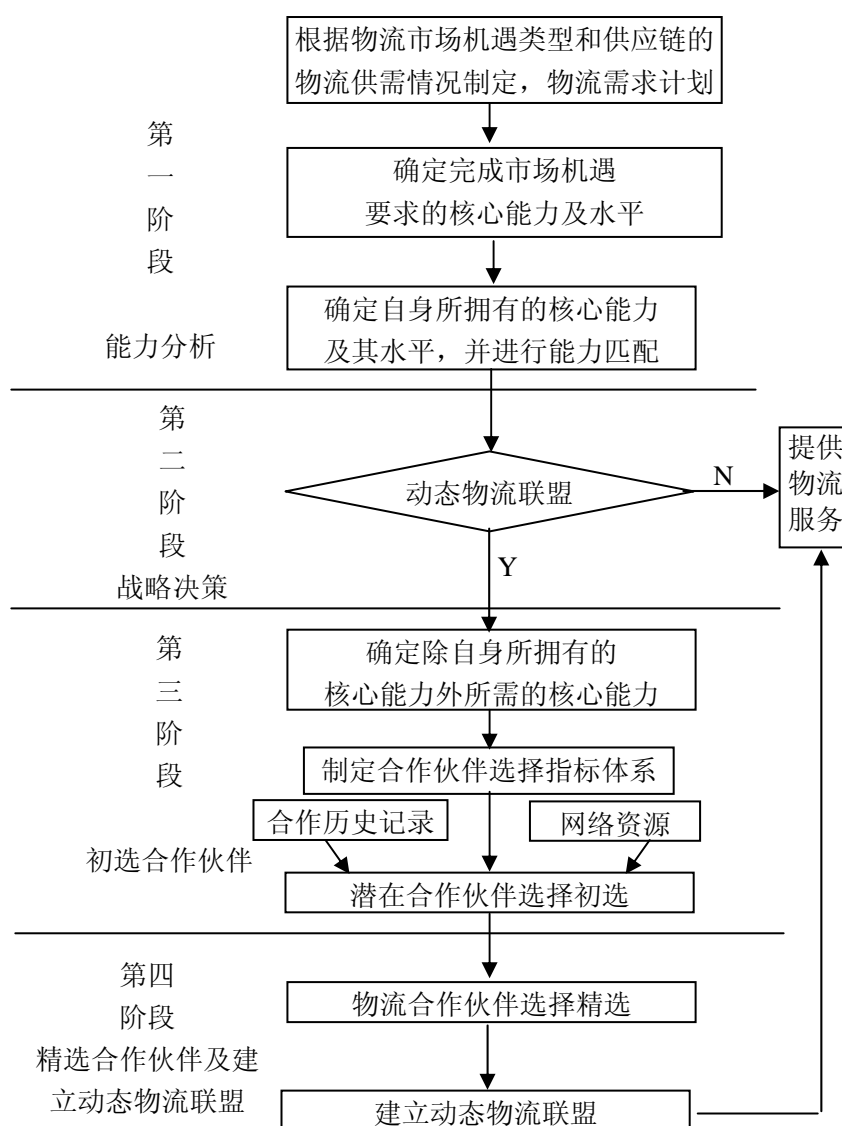 根据物流市场机遇类型和供应链的
物流供需情况制定，物流需求计划
第
一
阶
段
能力分析
确定完成市场机遇
要求的核心能力及水平
确定自身所拥有的核心能力
及其水平，并进行能力匹配
第
二
阶
段
战略决策
动态物流联盟
N
Y
提供
物流
服务
第
三
阶
段
初选合作伙伴
确定除自身所拥有的
核心能力外所需的核心能力
制定合作伙伴选择指标体系
合作历史记录
网络资源
潜在合作伙伴选择初选
第四
阶段
精选合作伙伴及建
立动态物流联盟
物流合作伙伴选择精选
建立动态物流联盟